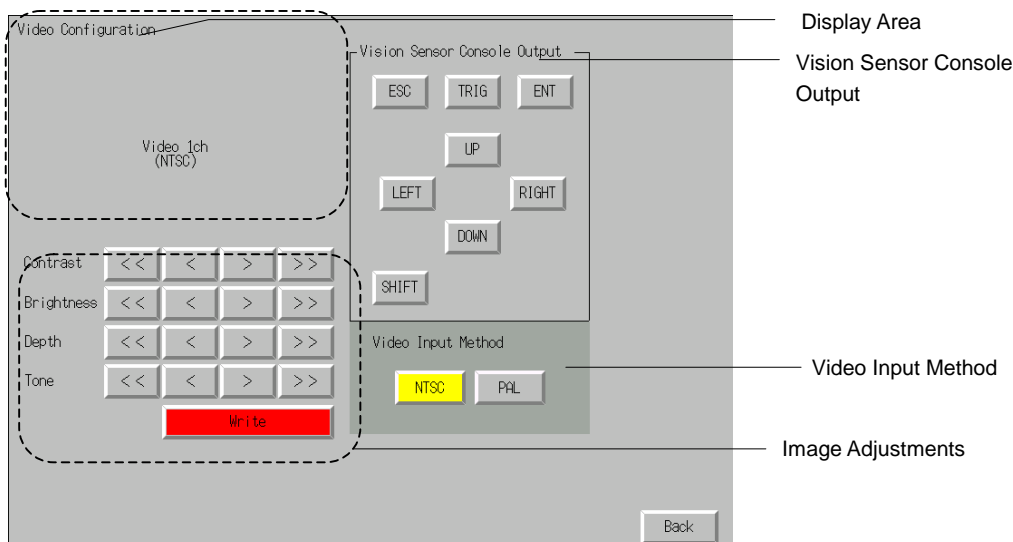 Video Configuration
Video 1ch
(NTSC)
Vision Sensor Console Output
ESC TRIG ENT
UP
LEFT RIGHT
DOWN
SHIFT
Contrast << < > >>
Brightness << < > >>
Depth << < > >>
Tone << < > >>
Write
Video Input Method
NTSC PAL
Back
Display Area
Vision Sensor Console
Output
Video Input Method
Image Adjustments